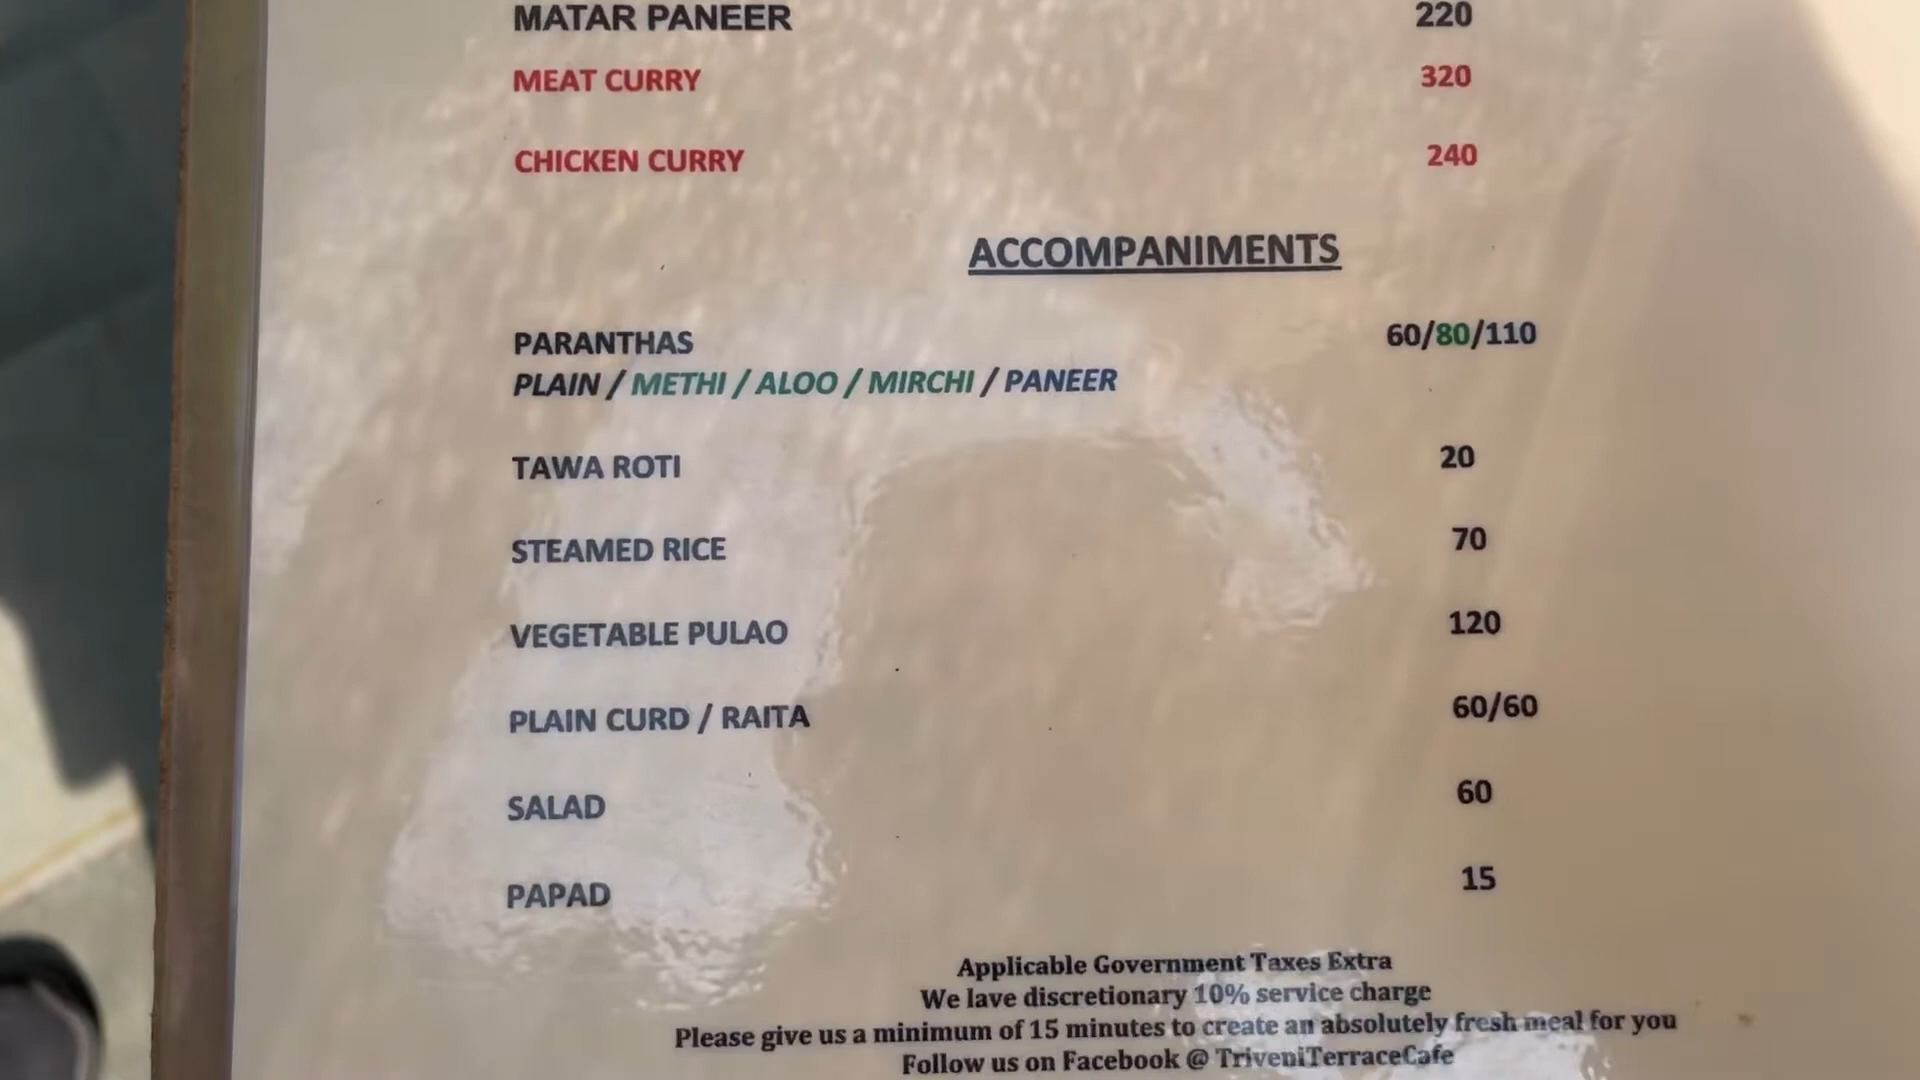 MATAR PANEER 220
MEAT CURRY 320
CHICKEN CURRY 240
ACCOMPANIMENTS
PARANTHAS 60/80/110
PLAIN / METHI / ALOO / MIRCHI / PANEER
TAWA ROTI 20
STEAMED RICE 70
VEGETABLE PULAO 120
PLAIN CURD / RAITA 60/60
SALAD 60
PAPAD 15
Applicable Government Taxes Extra
We lave discretionary 10% service charge
Please give us a minimum of 15 minutes to create an absolutely fresh meal for you
Follow us on Facebook @ TriveniTerraceCafe